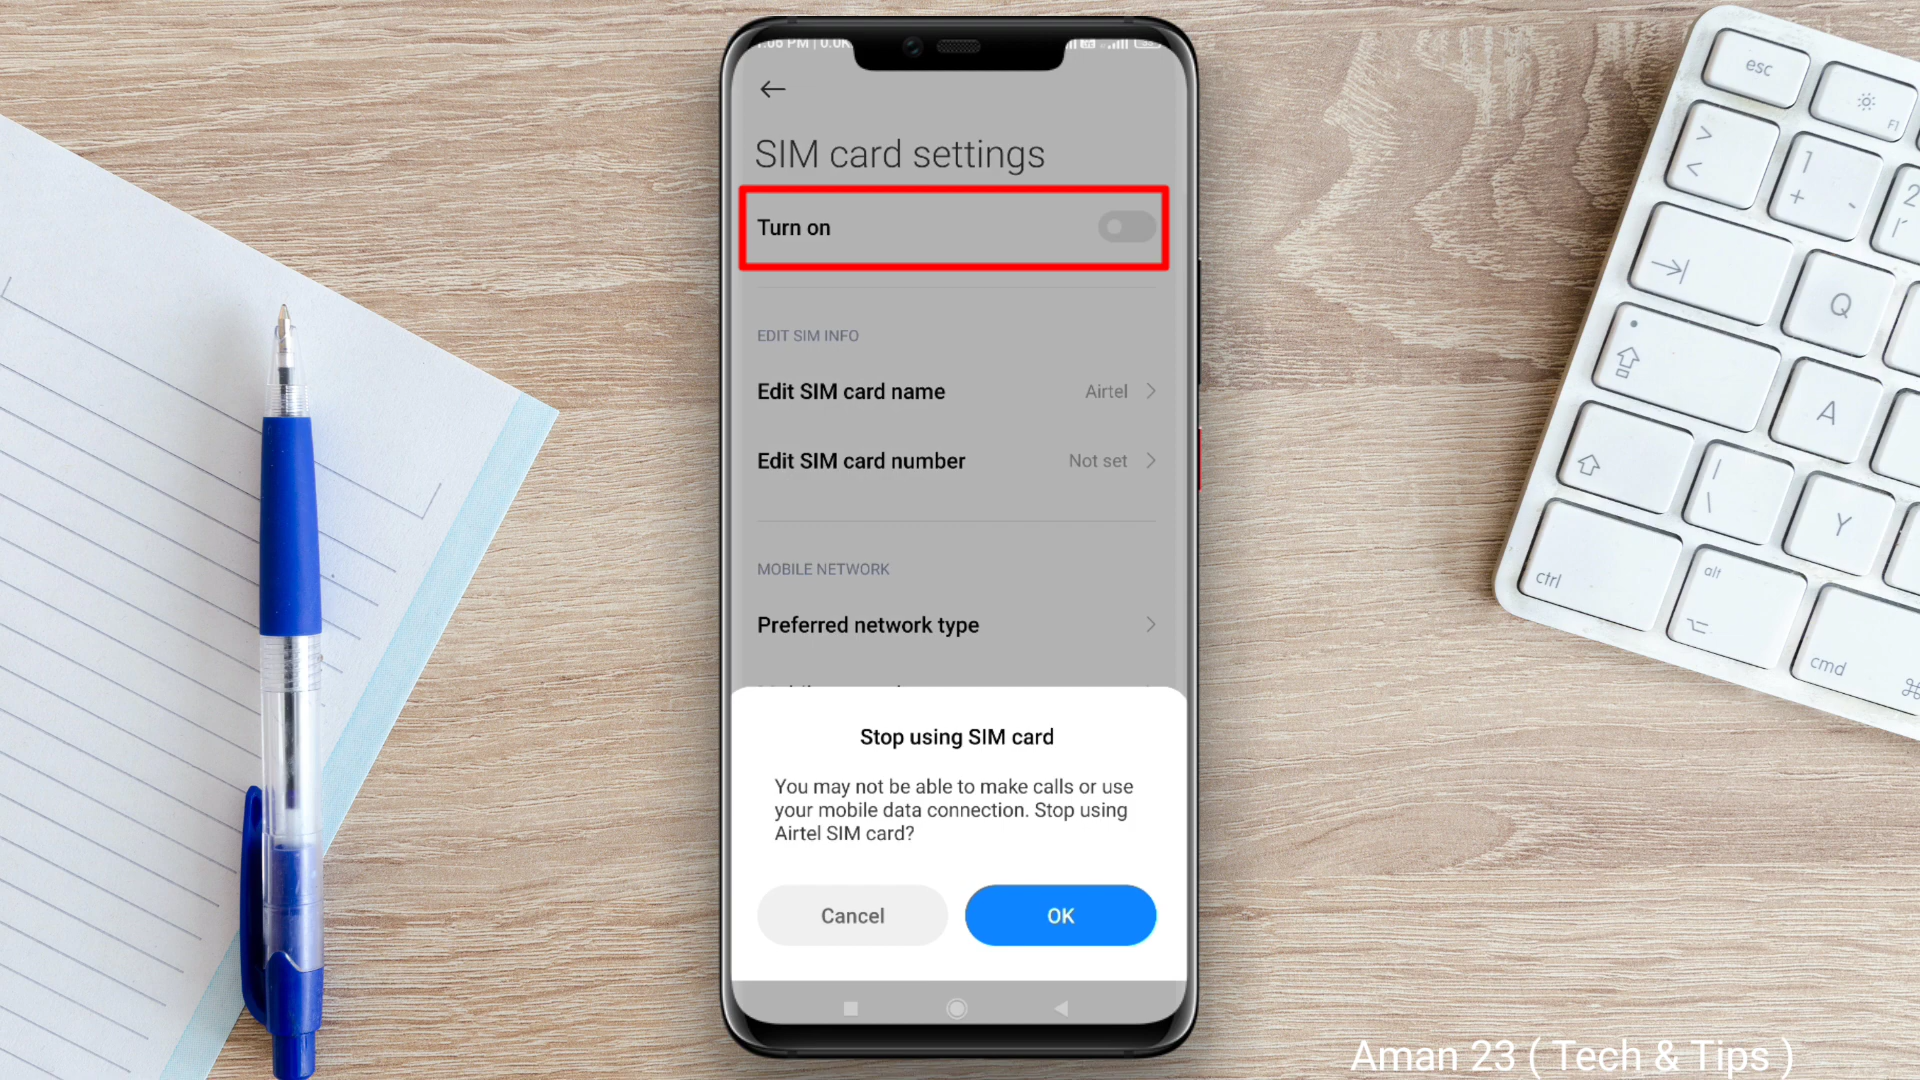 SIM card settings
Turn on
EDIT SIM INFO
Edit SIM card name
Airtel
Edit SIM card number
Not set
MOBILE NETWORK
Preferred network type
Stop using SIM card
You may not be able to make calls or use
your mobile data connection. Stop using
Airtel SIM card?
Cancel
OK
esc
F1
>
<
1
+
-
2
Q
A
Y
\
ctrl
alt
cmd
⌘
Aman 23 ( Tech & Tips )